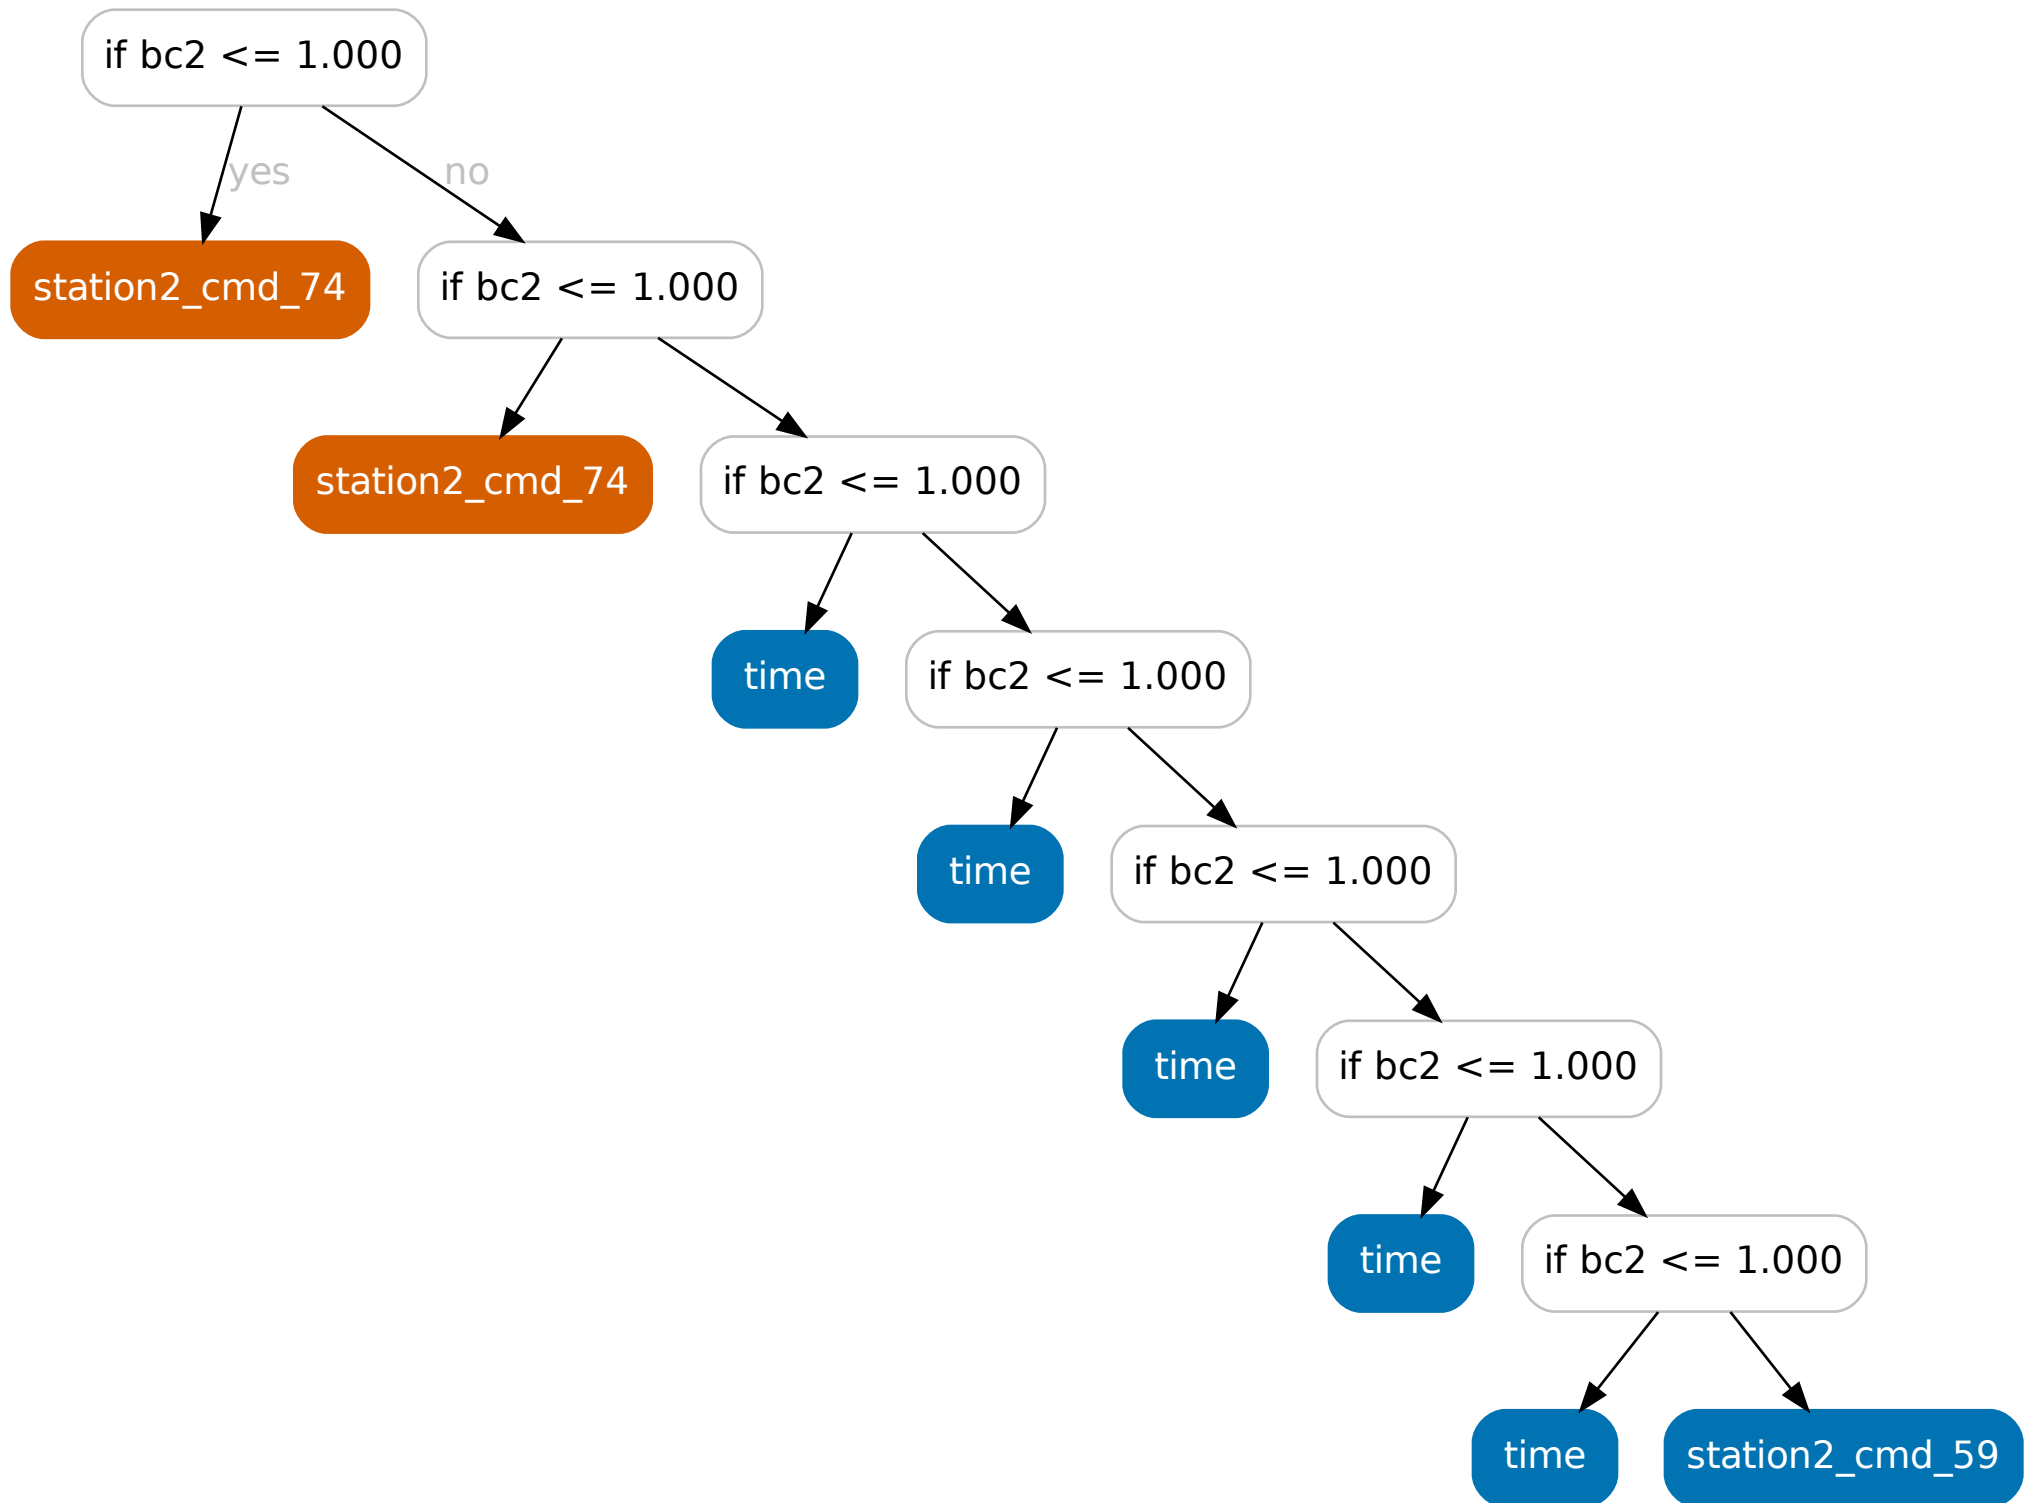 if bc2 <= 1.000
yes
no
station2_cmd_74
if bc2 <= 1.000
station2_cmd_74
if bc2 <= 1.000
time
if bc2 <= 1.000
time
if bc2 <= 1.000
time
if bc2 <= 1.000
time
if bc2 <= 1.000
time
station2_cmd_59